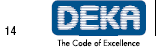 14
DEKA
The Code of Excellence